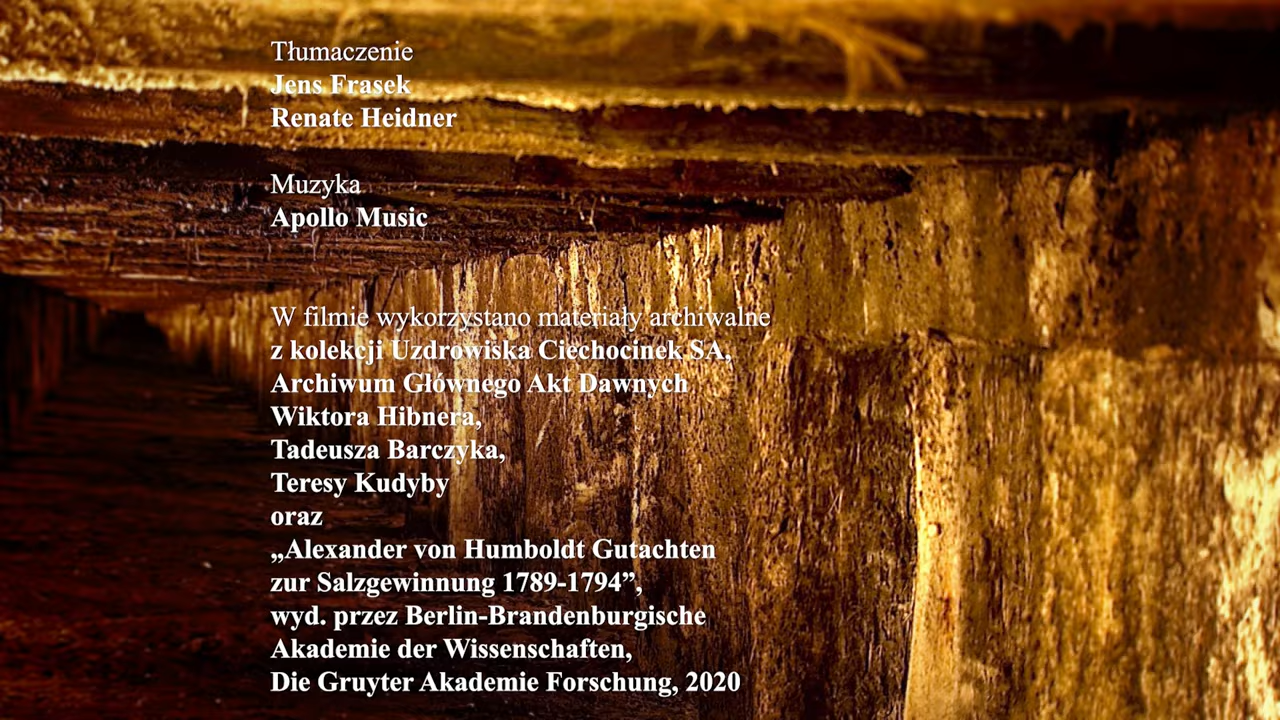 Tłumaczenie
Jens Frasek
Renate Heidner
Muzyka
Apollo Music
W filmie wykorzystano materiały archiwalne
z kolekcji Uzdrowiska Ciechocinek SA,
Archiwum Głównego Akt Dawnych
Wiktora Hibnera,
Tadeusza Barczyka,
Teresy Kudyby
oraz
„Alexander von Humboldt Gutachten
zur Salzgewinnung 1789-1794”,
wyd. przez Berlin-Brandenburgische
Akademie der Wissenschaften,
Die Gruyter Akademie Forschung, 2020